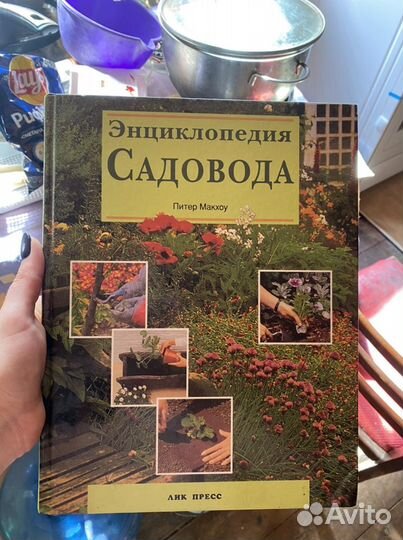 Lay's
Энциклопедия
САДОВОДА
Питер Макхоу
ЛИК ПРЕСС
Avito